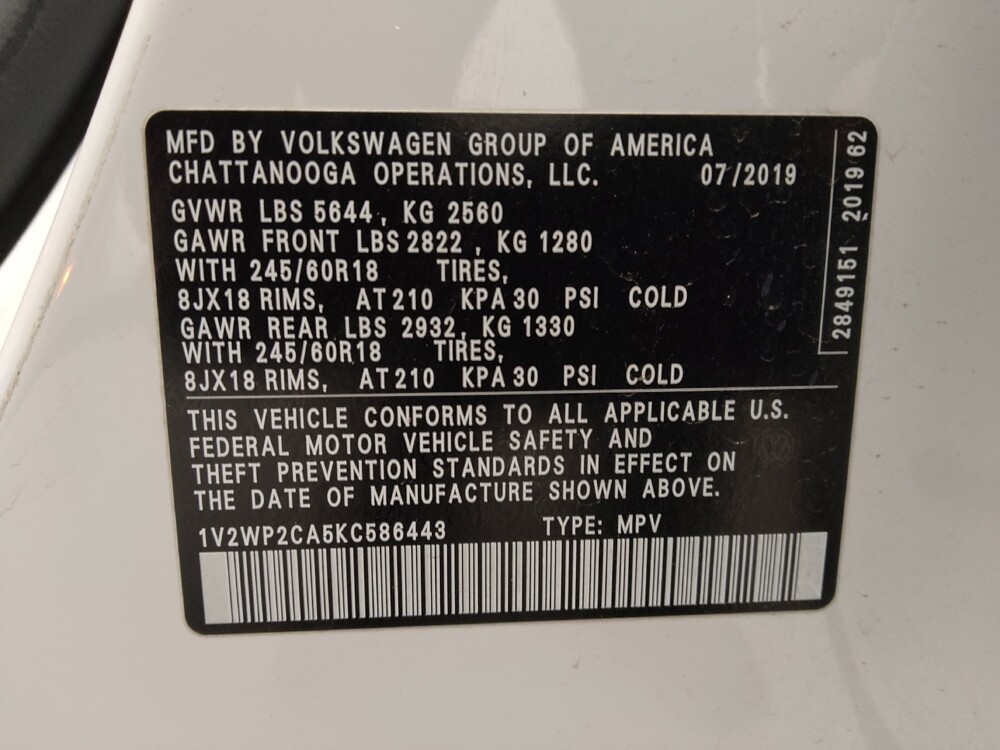 MFD BY VOLKSWAGEN GROUP OF AMERICA
CHATTANOOGA OPERATIONS, LLC. 07/2019
GVWR LBS 5644, KG 2560
GAWR FRONT LBS 2822, KG 1280
WITH 245/60R18 TIRES,
8JX18 RIMS, AT 210 KPA 30 PSI COLD
GAWR REAR LBS 2932, KG 1330
WITH 245/60R18 TIRES,
8JX18 RIMS, AT 210 KPA 30 PSI COLD
THIS VEHICLE CONFORMS TO ALL APPLICABLE U.S.
FEDERAL MOTOR VEHICLE SAFETY AND
THEFT PREVENTION STANDARDS IN EFFECT ON
THE DATE OF MANUFACTURE SHOWN ABOVE.
1V2WP2CA5KC586443 TYPE: MPV
2849151 2019 62